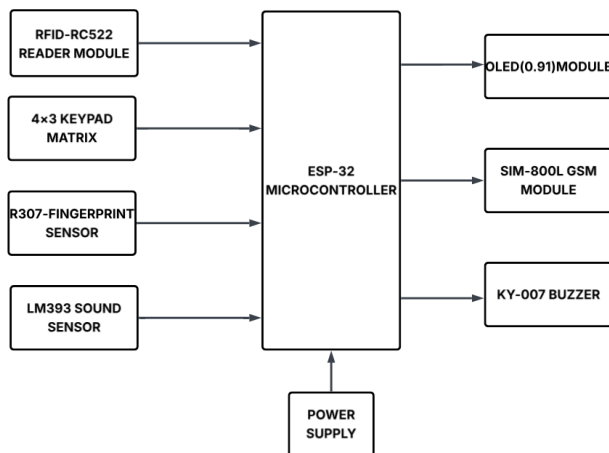 RFID-RC522
READER MODULE
4×3 KEYPAD
MATRIX
R307-FINGERPRINT
SENSOR
LM393 SOUND
SENSOR
ESP-32
MICROCONTROLLER
OLED(0.91)MODULE
SIM-800L GSM
MODULE
KY-007 BUZZER
POWER
SUPPLY